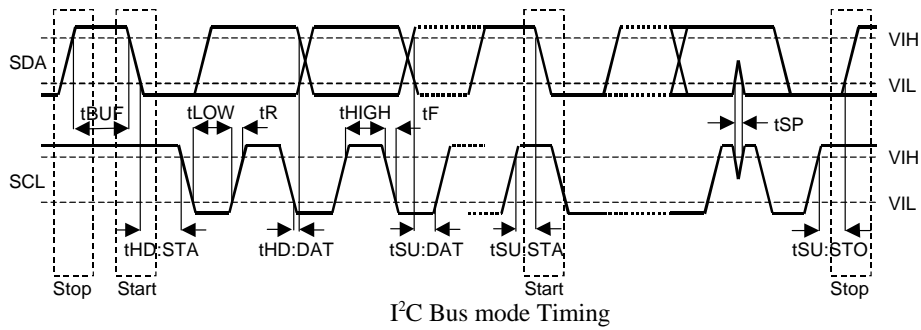 VIH
SDA
VIL
tBUF tLOW tR tHIGH tF tSP
VIH
SCL
VIL
tHD:STA tHD:DAT tSU:DAT tSU:STA tSU:STO
Stop Start Start Stop
I²C Bus mode Timing